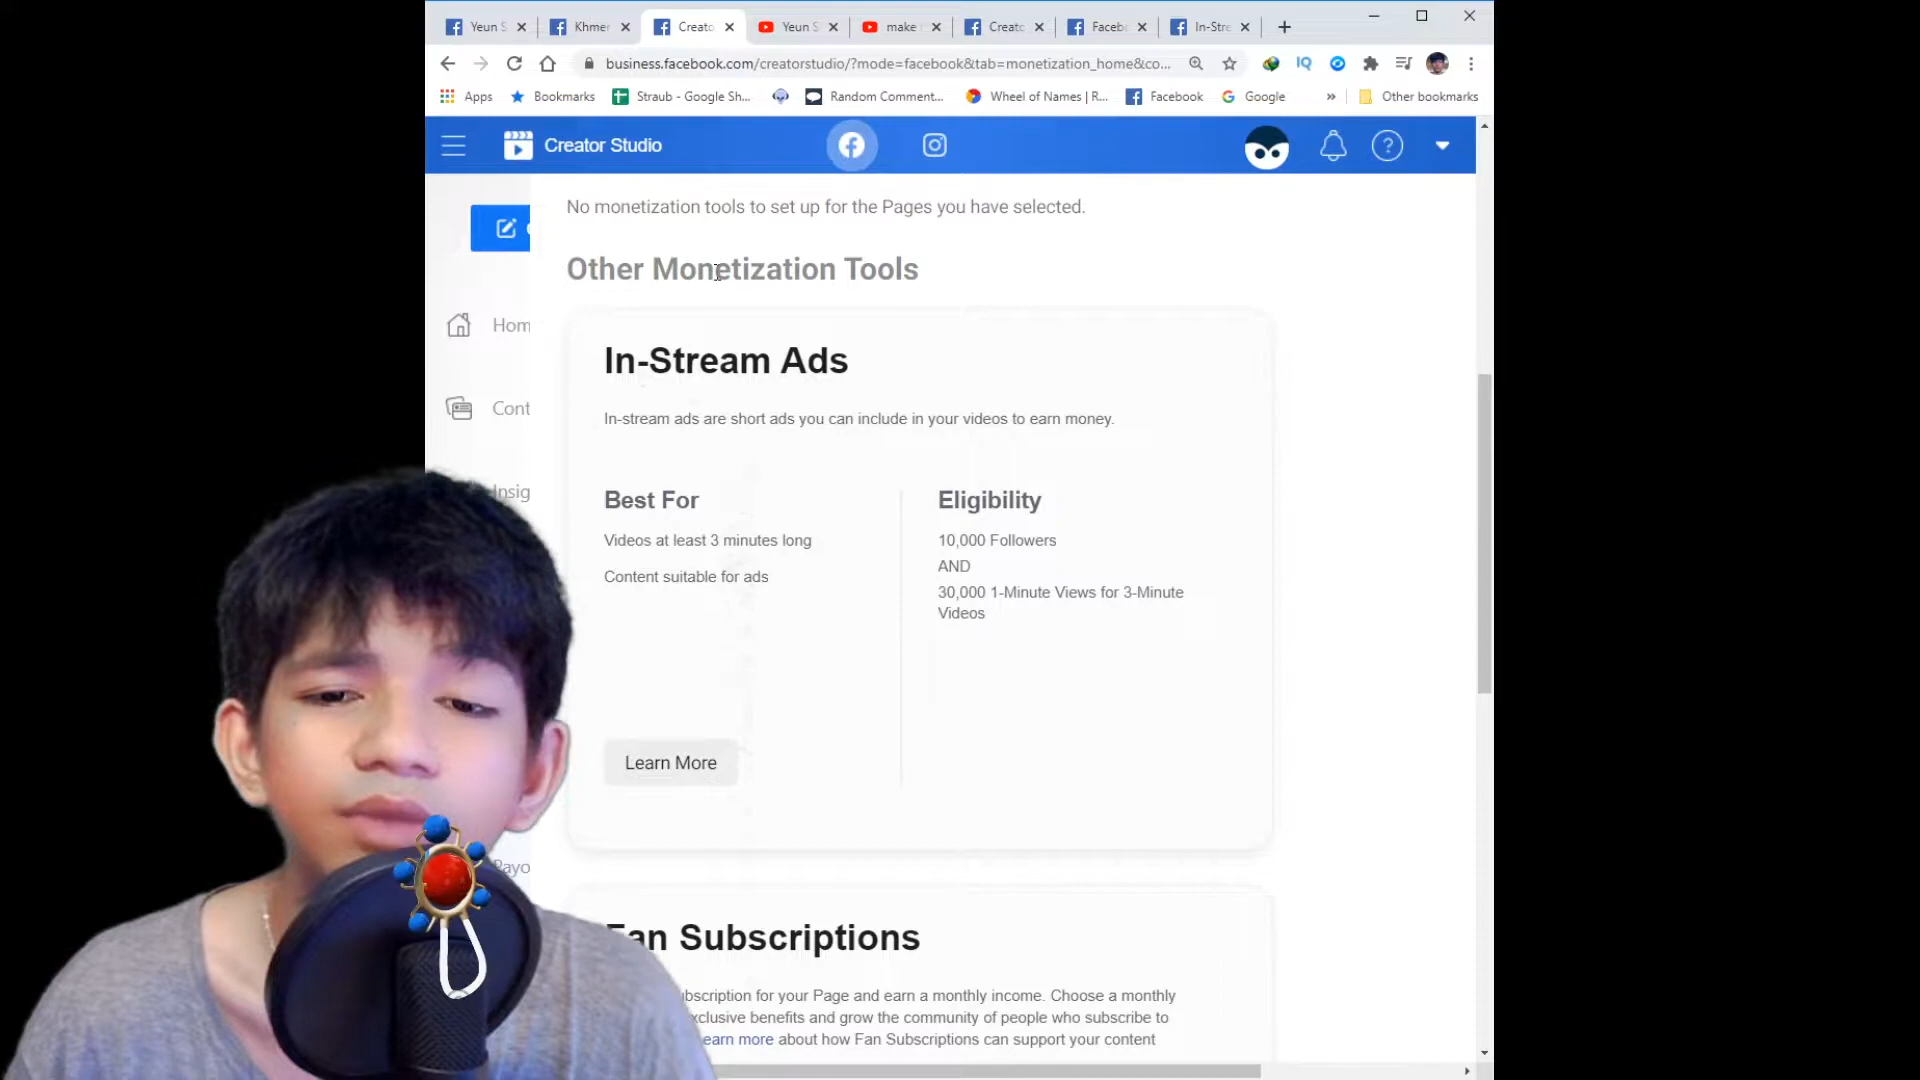 Yeun S
Khmer
Creato
Yeun S
make
Creato
Faceb
In-Stre
business.facebook.com/creatorstudio/?mode=facebook&tab=monetization_home&co...
Apps
Bookmarks
Straub - Google Sh...
Random Comment...
Wheel of Names | R...
Facebook
Google
»
Other bookmarks
Creator Studio
No monetization tools to set up for the Pages you have selected.
Other Monetization Tools
Hom
Cont
Insig
Payo
In-Stream Ads
In-stream ads are short ads you can include in your videos to earn money.
Best For
Videos at least 3 minutes long
Content suitable for ads
Eligibility
10,000 Followers
AND
30,000 1-Minute Views for 3-Minute
Videos
Learn More
Fan Subscriptions
bscription for your Page and earn a monthly income. Choose a monthly
xclusive benefits and grow the community of people who subscribe to
earn more about how Fan Subscriptions can support your content